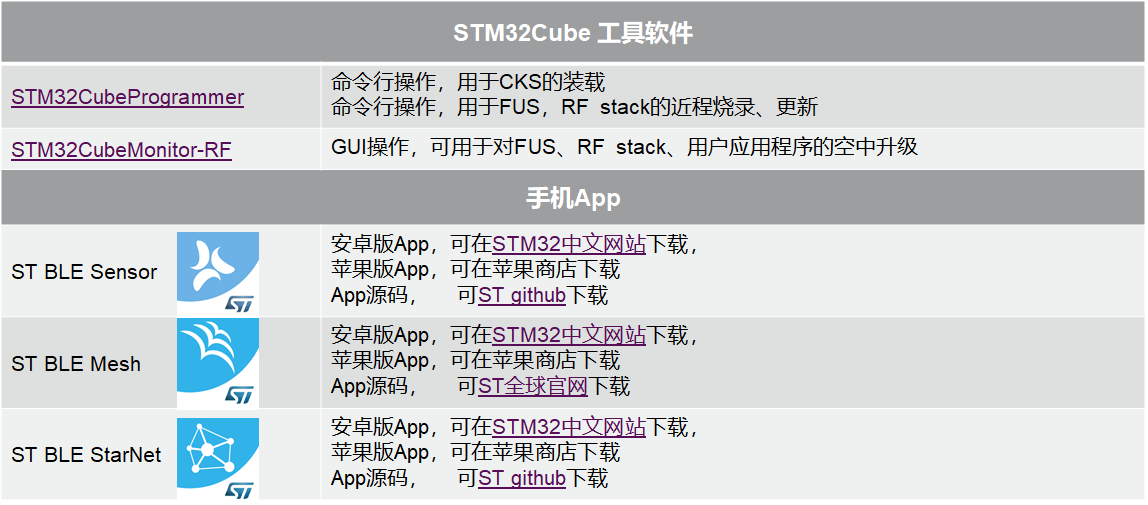 STM32Cube 工具软件
STM32CubeProgrammer
命令行操作，用于CKS的装载
命令行操作，用于FUS，RF stack的近程烧录、更新
STM32CubeMonitor-RF
GUI操作，可用于对FUS、RF stack、用户应用程序的空中升级
手机App
ST BLE Sensor
ST
安卓版App，可在STM32中文网站下载，
苹果版App，可在苹果商店下载
App源码， 可ST github下载
ST BLE Mesh
ST
安卓版App，可在STM32中文网站下载，
苹果版App，可在苹果商店下载
App源码， 可ST全球官网下载
ST BLE StarNet
ST
安卓版App，可在STM32中文网站下载，
苹果版App，可在苹果商店下载
App源码， 可ST github下载